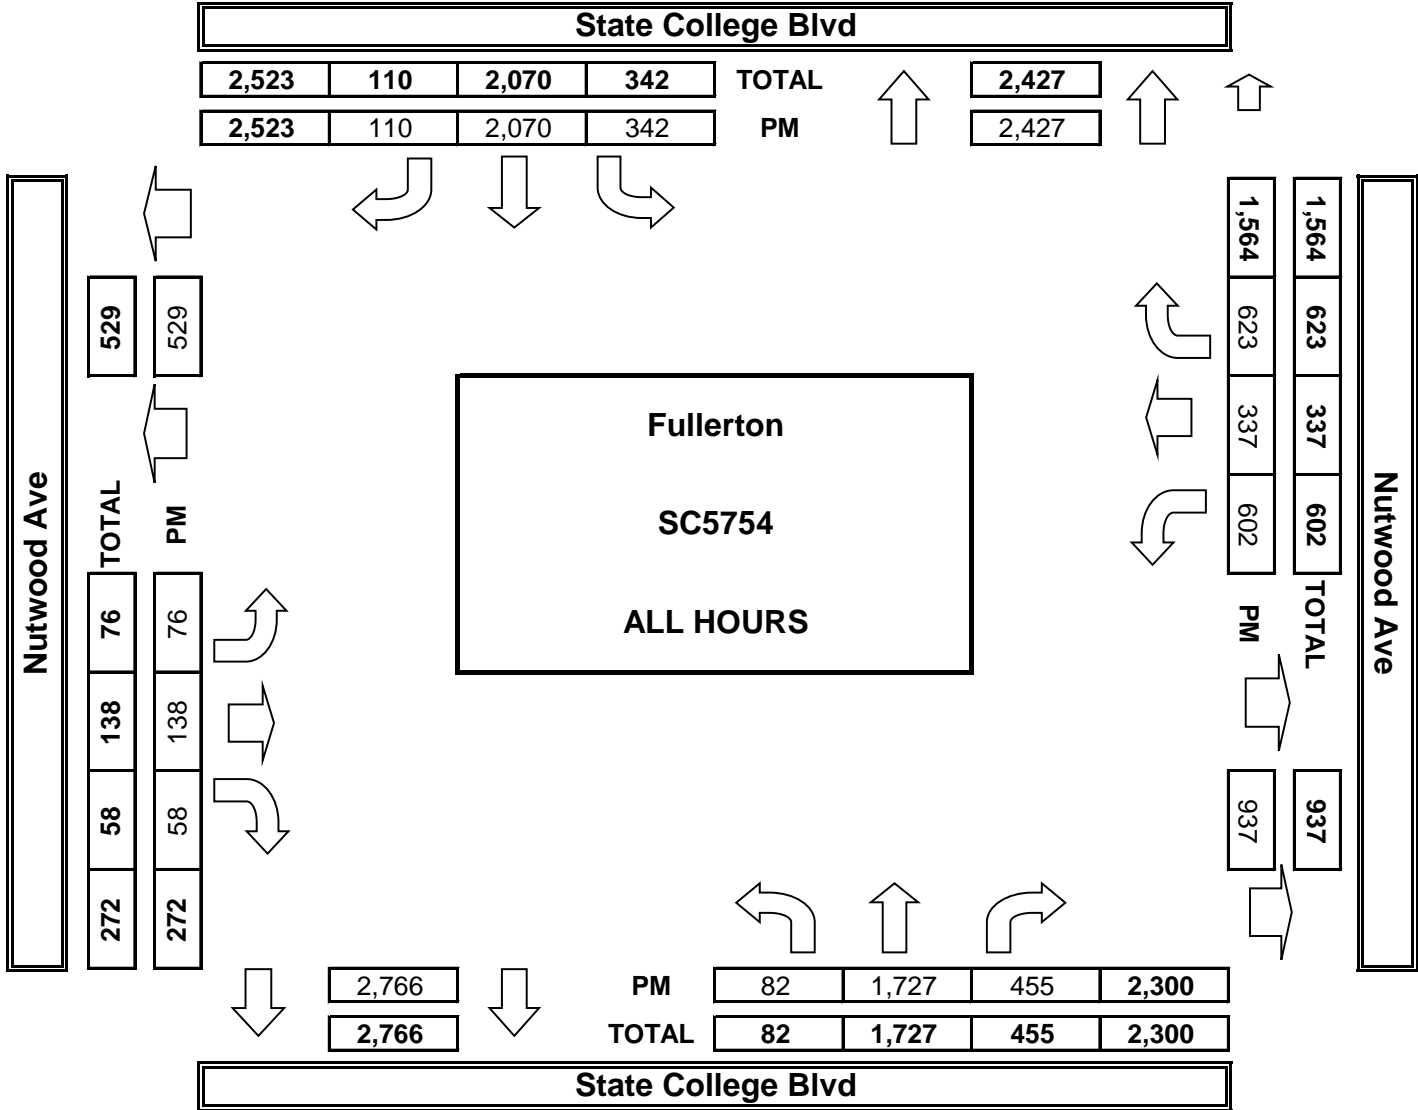 State College Blvd
2,523 110 2,070 342 TOTAL 2,427
2,523 110 2,070 342 PM 2,427
Nutwood Ave
529 529
TOTAL PM
76 76
138 138
58 58
272 272
Fullerton
SC5754
ALL HOURS
1,564 1,564
623 623
337 337
602 602
PM TOTAL
937 937
Nutwood Ave
2,766 PM 82 1,727 455 2,300
2,766 TOTAL 82 1,727 455 2,300
State College Blvd